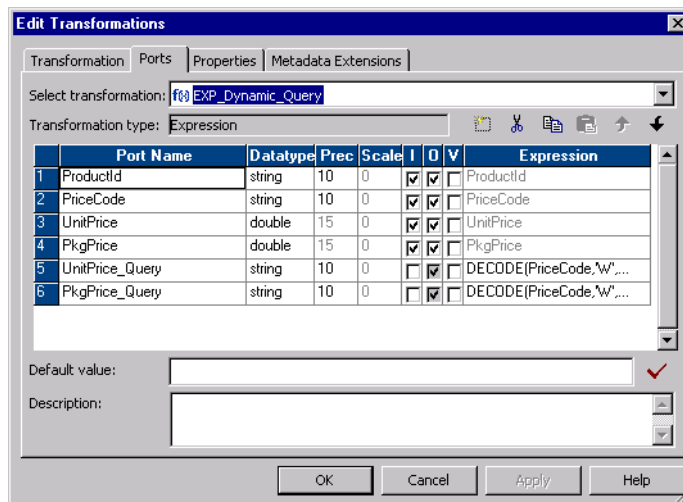 Edit Transformations
Transformation Ports Properties Metadata Extensions
Select transformation: f(x) EXP_Dynamic_Query
Transformation type: Expression
Port Name Datatype Prec Scale I O V Expression
1 ProductId string 10 0 ProductId
2 PriceCode string 10 0 PriceCode
3 UnitPrice double 15 0 UnitPrice
4 PkgPrice double 15 0 PkgPrice
5 UnitPrice_Query string 10 0 DECODE(PriceCode,'W',...
6 PkgPrice_Query string 10 0 DECODE(PriceCode,'W',...
Default value:
Description:
OK Cancel Apply Help